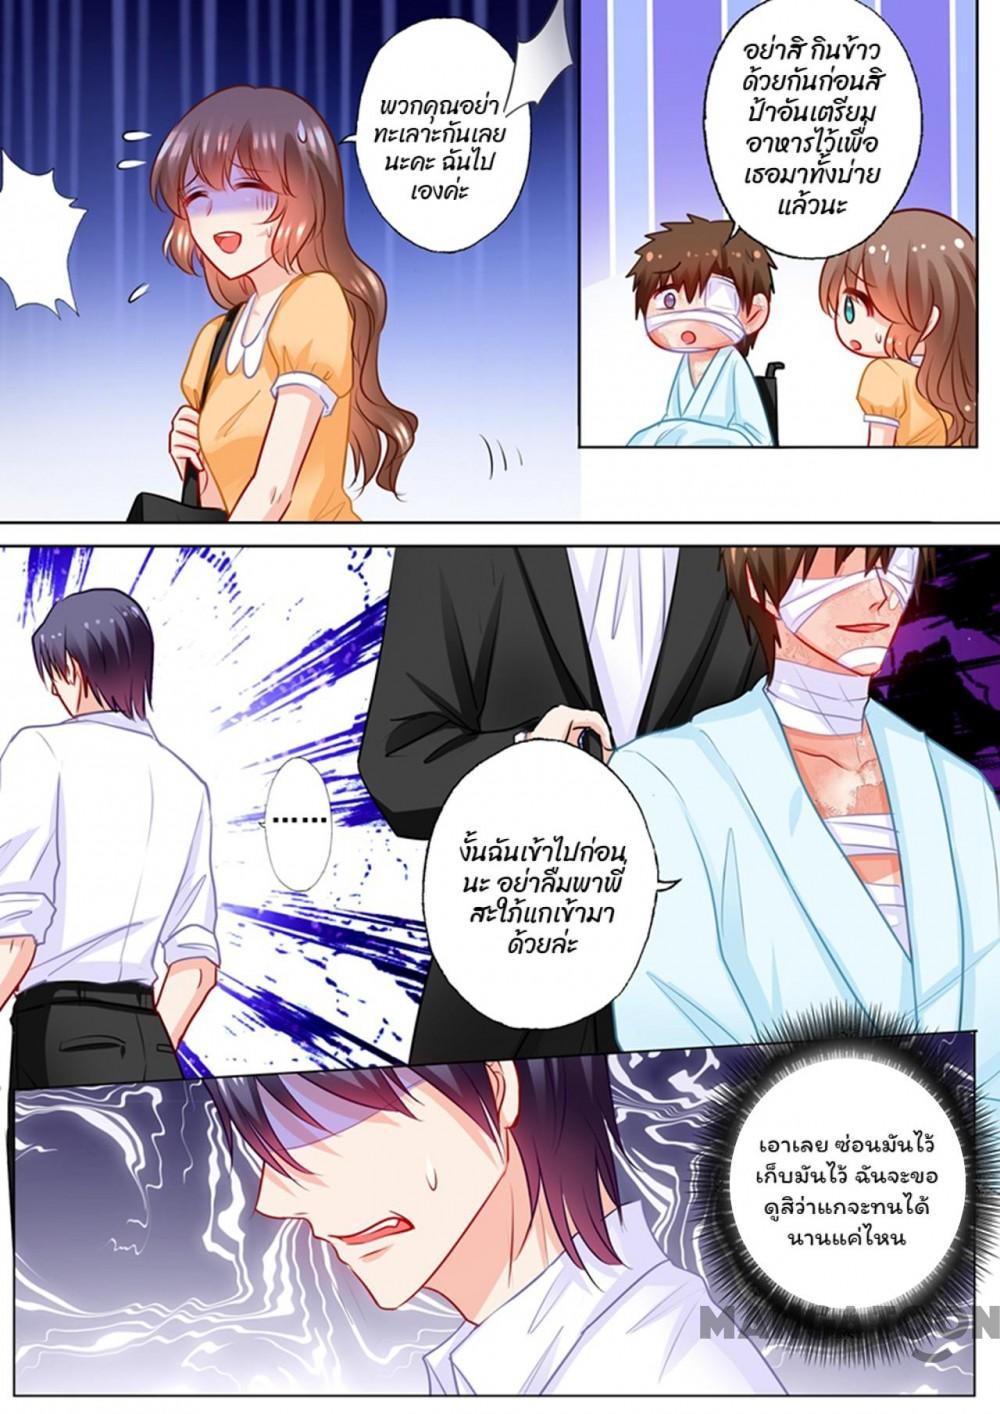 พวกคุณอย่า
ทะเลาะกันเลย
นะคะ ฉันไป
เองค่ะ
อย่าสิ กินข้าว
ด้วยกันก่อนสิ
ป้าอันเตรียม
อาหารไว้เพื่อ
เธอมาทั้งบ่าย
แล้วนะ
......
งั้นฉันเข้าไปก่อน
นะ อย่าลืมพาพี่
สะใภ้แกเข้ามา
ด้วยล่ะ
เอาเลย ซ่อนมันไว้
เก็บมันไว้ ฉันจะขอ
ดูสิว่าแกจะทนได้
นานแค่ไหน
MANGATOON